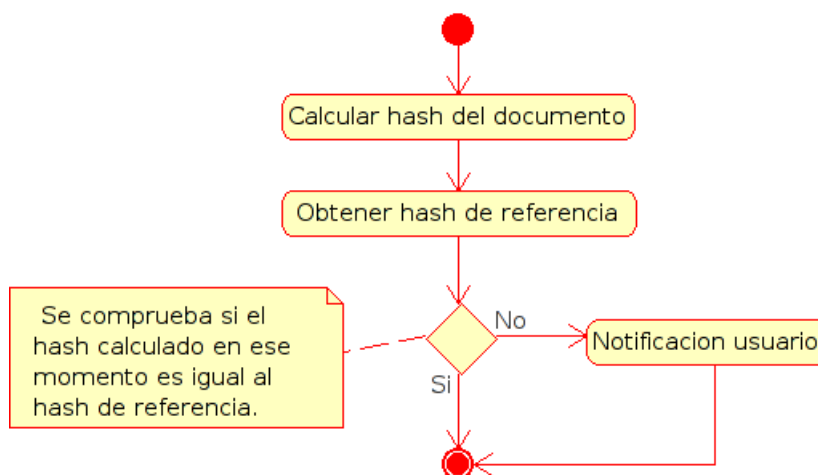 Calcular hash del documento
Obtener hash de referencia
Se comprueba si el
hash calculado en ese
momento es igual al
hash de referencia.
No
Notificacion usuario
Si